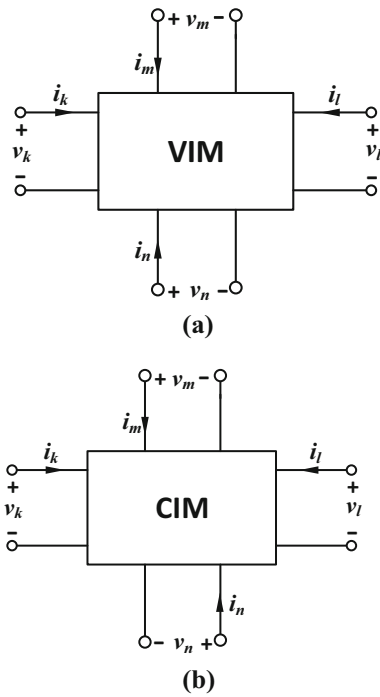 + v_m -
i_m
i_k
i_l
+
+
VIM
v_k
v_l
-
-
i_n
+ v_n -
(a)
+ v_m -
i_m
i_k
i_l
+
+
CIM
v_k
v_l
-
-
i_n
- v_n +
(b)